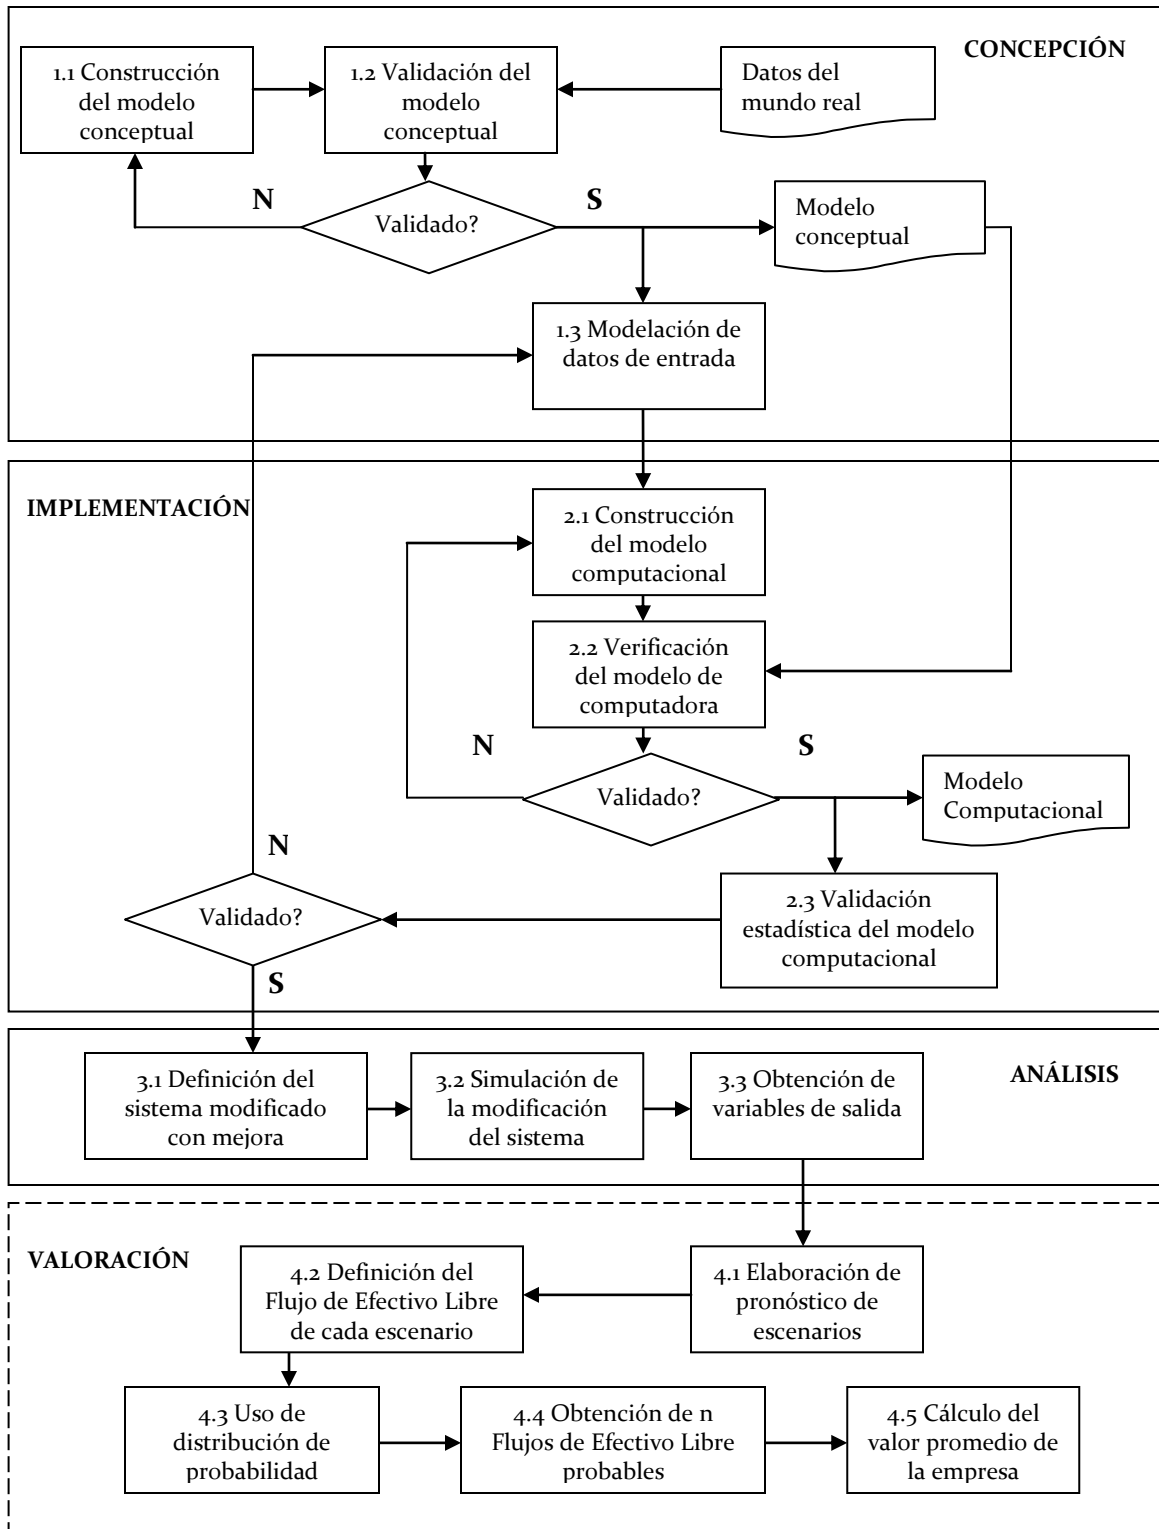 CONCEPCIÓN
1.1 Construcción
del modelo
conceptual
1.2 Validación del
modelo
conceptual
Datos del
mundo real
N
Validado?
S
Modelo
conceptual
1.3 Modelación de
datos de entrada
IMPLEMENTACIÓN
2.1 Construcción
del modelo
computacional
2.2 Verificación
del modelo de
computadora
N
S
Validado?
Modelo
Computacional
N
Validado?
2.3 Validación
estadística del modelo
computacional
S
ANÁLISIS
3.1 Definición del
sistema modificado
con mejora
3.2 Simulación de
la modificación
del sistema
3.3 Obtención de
variables de salida
VALORACIÓN
4.2 Definición del
Flujo de Efectivo Libre
de cada escenario
4.1 Elaboración de
pronóstico de
escenarios
4.3 Uso de
distribución de
probabilidad
4.4 Obtención de n
Flujos de Efectivo Libre
probables
4.5 Cálculo del
valor promedio de
la empresa